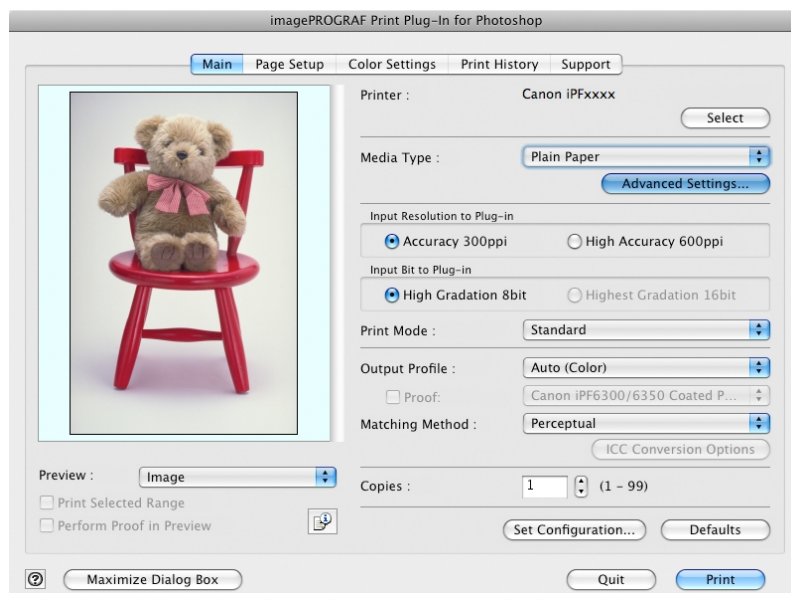 imagePROGRAF Print Plug-In for Photoshop
Main Page Setup Color Settings Print History Support
Printer : Canon iPFxxxx
Select
Media Type : Plain Paper
Advanced Settings...
Input Resolution to Plug-in
Accuracy 300ppi High Accuracy 600ppi
Input Bit to Plug-in
High Gradation 8bit Highest Gradation 16bit
Print Mode : Standard
Output Profile : Auto (Color)
Proof: Canon iPF6300/6350 Coated P...
Matching Method : Perceptual
ICC Conversion Options
Preview : Image
Print Selected Range
Perform Proof in Preview
Copies : 1 (1 – 99)
Set Configuration... Defaults
? Maximize Dialog Box Quit Print